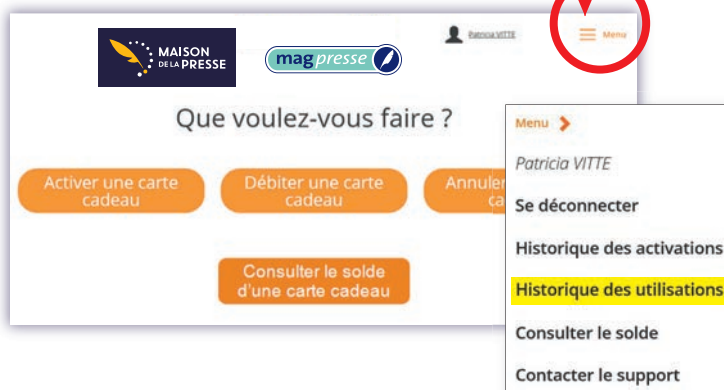 MAISON
DE LA PRESSE
magpresse
Patricia VITTE
Menu
Que voulez-vous faire ?
Activer une carte
cadeau
Débiter une carte
cadeau
Annuler
ca
Consulter le solde
d'une carte cadeau
Menu
Patricia VITTE
Se déconnecter
Historique des activations
Historique des utilisations
Consulter le solde
Contacter le support